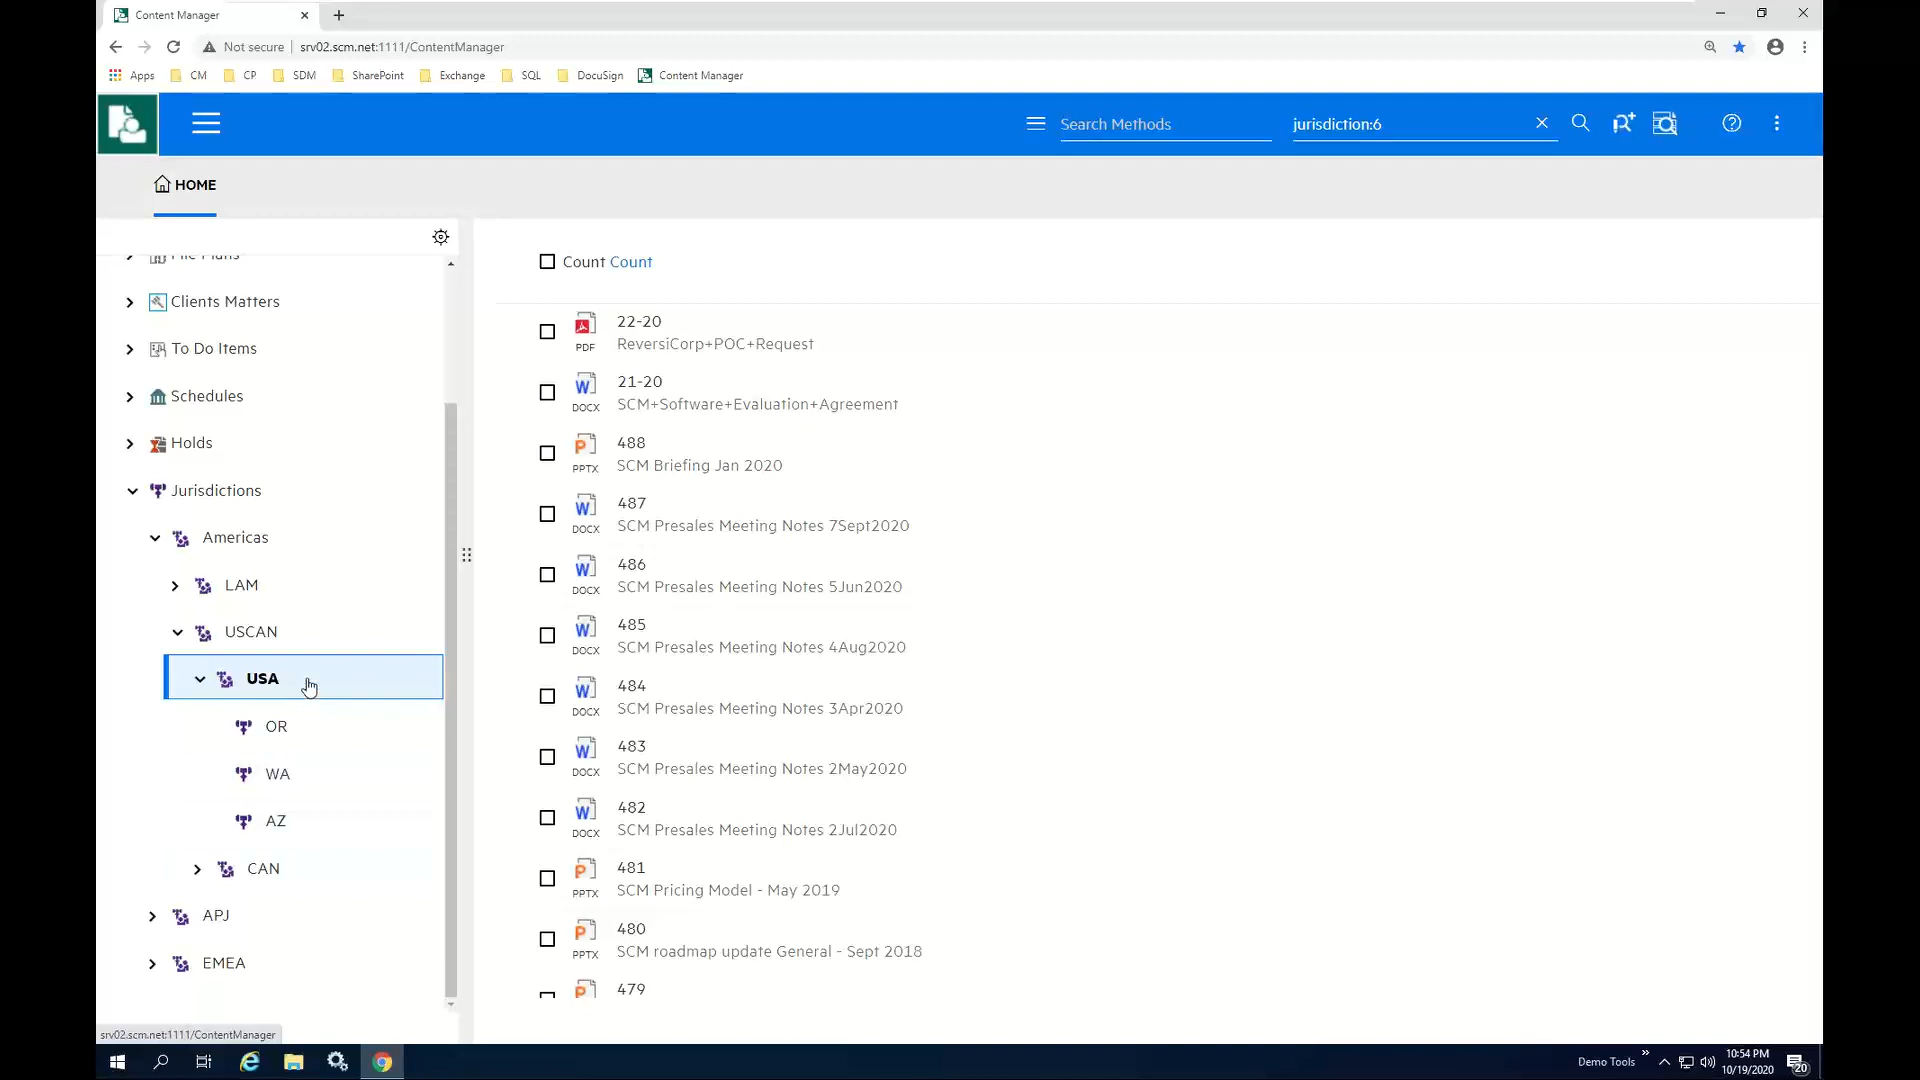 Content Manager
Not secure
srv02.scm.net:1111/ContentManager
Apps CM CP SDM SharePoint Exchange SQL DocuSign Content Manager
Search Methods
jurisdiction:6
HOME
File Plans
Clients Matters
To Do Items
Schedules
Holds
Jurisdictions
Americas
LAM
USCAN
USA
OR
WA
AZ
CAN
APJ
EMEA
Count Count
22-20
PDF
ReversiCorp+POC+Request
21-20
DOCX
SCM+Software+Evaluation+Agreement
488
PPTX
SCM Briefing Jan 2020
487
DOCX
SCM Presales Meeting Notes 7Sept2020
486
DOCX
SCM Presales Meeting Notes 5Jun2020
485
DOCX
SCM Presales Meeting Notes 4Aug2020
484
DOCX
SCM Presales Meeting Notes 3Apr2020
483
DOCX
SCM Presales Meeting Notes 2May2020
482
DOCX
SCM Presales Meeting Notes 2Jul2020
481
PPTX
SCM Pricing Model - May 2019
480
PPTX
SCM roadmap update General - Sept 2018
479
srv02.scm.net:1111/ContentManager
Demo Tools
10:54 PM
10/19/2020
20